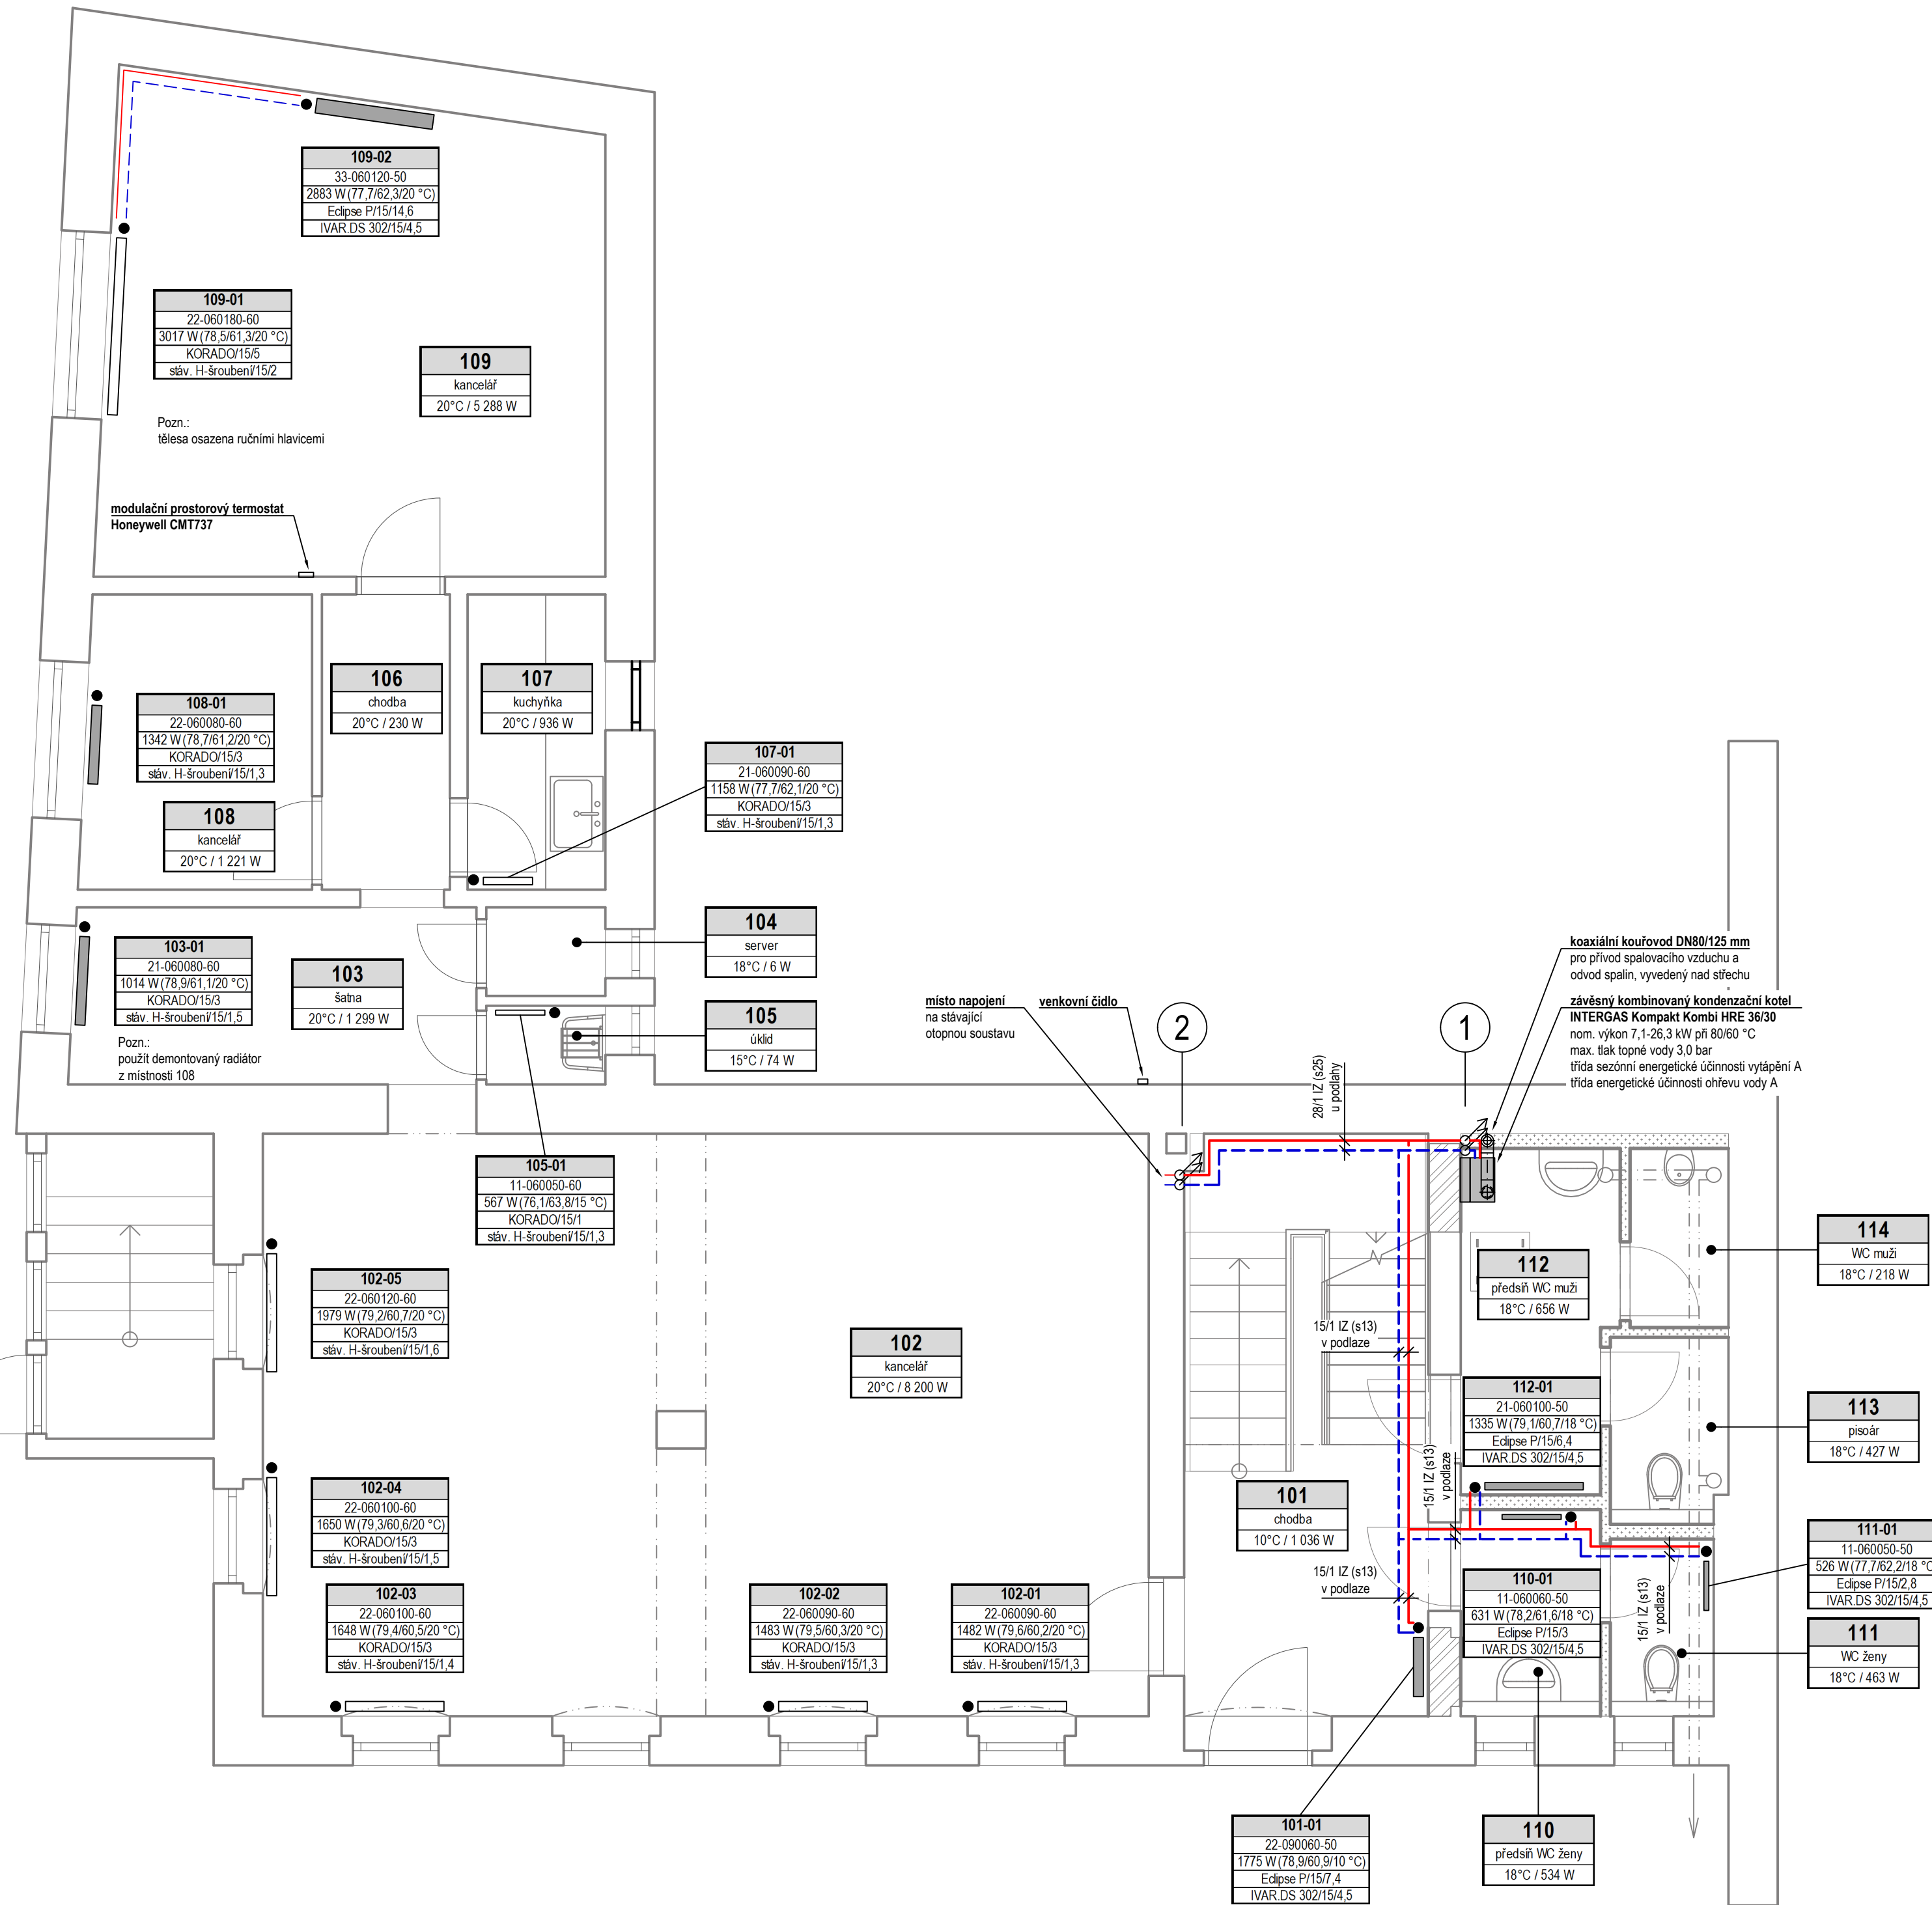 109-02
33-060120-50
2883 W (77,7/62,3/20 °C)
Eclipse P/15/14,6
IVAR.DS 302/15/4,5
109-01
22-060180-60
3017 W (78,5/61,3/20 °C)
KORADO/15/5
stáv. H-šroubení/15/2
109
kancelář
20°C / 5 288 W
Pozn.:
tělesa osazena ručními hlavicemi
modulační prostorový termostat
Honeywell CMT737
106
chodba
20°C / 230 W
107
kuchyňka
20°C / 936 W
108-01
22-060080-60
1342 W (78,7/61,2/20 °C)
KORADO/15/3
stáv. H-šroubení/15/1,3
107-01
21-060090-60
1158 W (77,7/62,1/20 °C)
KORADO/15/3
stáv. H-šroubení/15/1,3
108
kancelář
20°C / 1 221 W
104
server
18°C / 6 W
103-01
21-060080-60
1014 W (78,9/61,1/20 °C)
KORADO/15/3
stáv. H-šroubení/15/1,5
103
šatna
20°C / 1 299 W
Pozn.:
použít demontovaný radiátor
z místnosti 108
105
úklid
15°C / 74 W
místo napojení
na stávající
otopnou soustavu
venkovní čidlo
2
1
koaxiální kouřovod DN80/125 mm
pro přívod spalovacího vzduchu a
odvod spalin, vyvedený nad střechu
závěsný kombinovaný kondenzační kotel
INTERGAS Kompakt Kombi HRE 36/30
nom. výkon 7,1-26,3 kW při 80/60 °C
max. tlak topné vody 3,0 bar
třída sezónní energetické účinnosti vytápění A
třída energetické účinnosti ohřevu vody A
28/1 IZ (s25)
u podlahy
105-01
11-060050-60
567 W (76,1/63,8/15 °C)
KORADO/15/1
stáv. H-šroubení/15/1,3
102-05
22-060120-60
1979 W (79,2/60,7/20 °C)
KORADO/15/3
stáv. H-šroubení/15/1,6
102
kancelář
20°C / 8 200 W
112
předsíň WC muži
18°C / 656 W
114
WC muži
18°C / 218 W
15/1 IZ (s13)
v podlaze
112-01
21-060100-50
1335 W (79,1/60,7/18 °C)
Eclipse P/15/6,4
IVAR.DS 302/15/4,5
113
pisoár
18°C / 427 W
15/1 IZ (s13)
v podlaze
102-04
22-060100-60
1650 W (79,3/60,6/20 °C)
KORADO/15/3
stáv. H-šroubení/15/1,5
101
chodba
10°C / 1 036 W
111-01
11-060050-50
526 W (77,7/62,2/18 °C
Eclipse P/15/2,8
IVAR.DS 302/15/4,5
15/1 IZ (s13)
v podlaze
102-03
22-060100-60
1648 W (79,4/60,5/20 °C)
KORADO/15/3
stáv. H-šroubení/15/1,4
102-02
22-060090-60
1483 W (79,5/60,3/20 °C)
KORADO/15/3
stáv. H-šroubení/15/1,3
102-01
22-060090-60
1482 W (79,6/60,2/20 °C)
KORADO/15/3
stáv. H-šroubení/15/1,3
110-01
11-060060-50
631 W (78,2/61,6/18 °C)
Eclipse P/15/3
IVAR.DS 302/15/4,5
15/1 IZ (s13)
v podlaze
111
WC ženy
18°C / 463 W
101-01
22-090060-50
1775 W (78,9/60,9/10 °C)
Eclipse P/15/7,4
IVAR.DS 302/15/4,5
110
předsíň WC ženy
18°C / 534 W